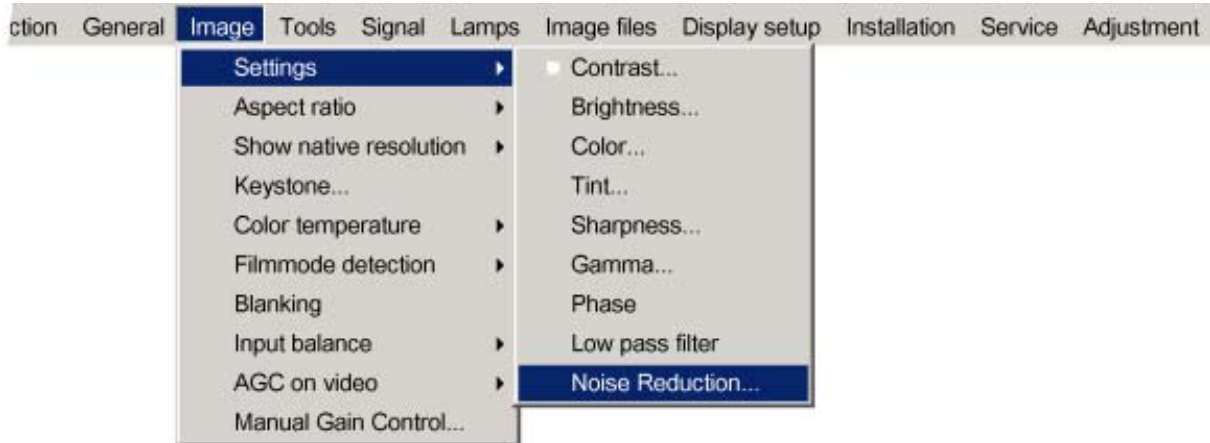 ction General Image Tools Signal Lamps Image files Display setup Installation Service Adjustment
Settings
Aspect ratio
Show native resolution
Keystone...
Color temperature
Filmmode detection
Blanking
Input balance
AGC on video
Manual Gain Control...
Contrast...
Brightness...
Color...
Tint...
Sharpness...
Gamma...
Phase
Low pass filter
Noise Reduction...